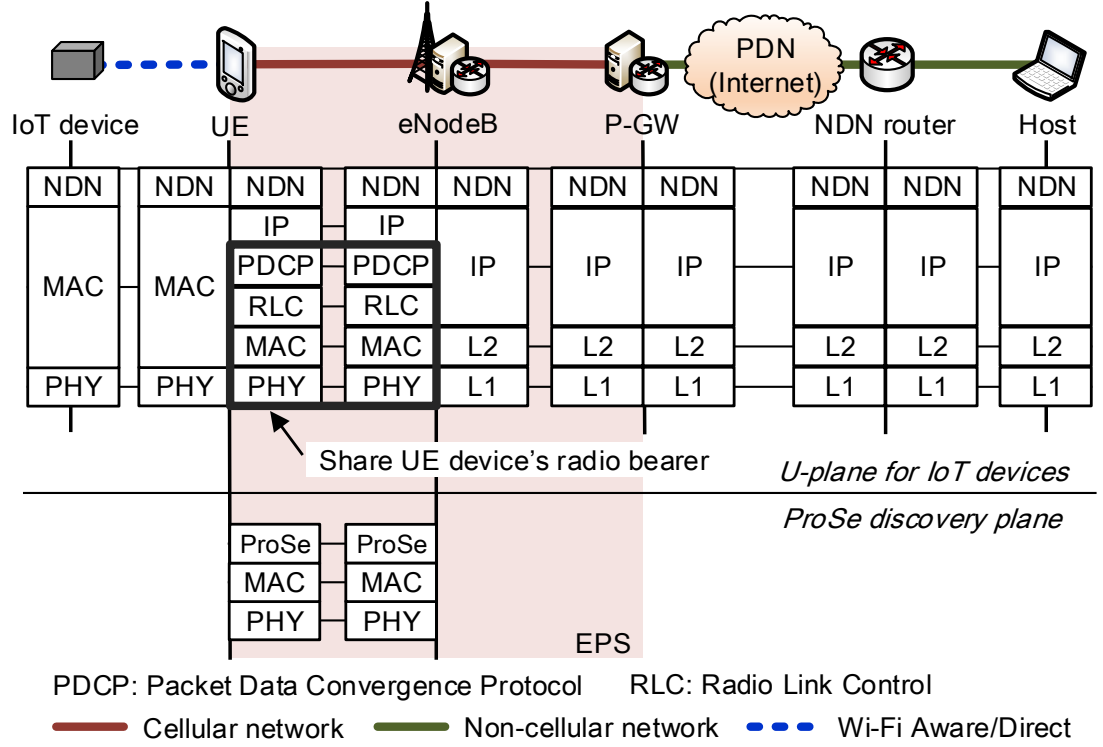 PDN
(Internet)
IoT device UE eNodeB P-GW NDN router Host
NDN NDN NDN NDN NDN NDN NDN NDN NDN NDN
IP IP
MAC MAC PDCP PDCP IP IP IP IP IP IP
RLC RLC
MAC MAC L2 L2 L2 L2 L2 L2
PHY PHY PHY PHY L1 L1 L1 L1 L1 L1
Share UE device's radio bearer
U-plane for IoT devices
ProSe discovery plane
ProSe ProSe
MAC MAC
PHY PHY
EPS
PDCP: Packet Data Convergence Protocol RLC: Radio Link Control
Cellular network Non-cellular network Wi-Fi Aware/Direct